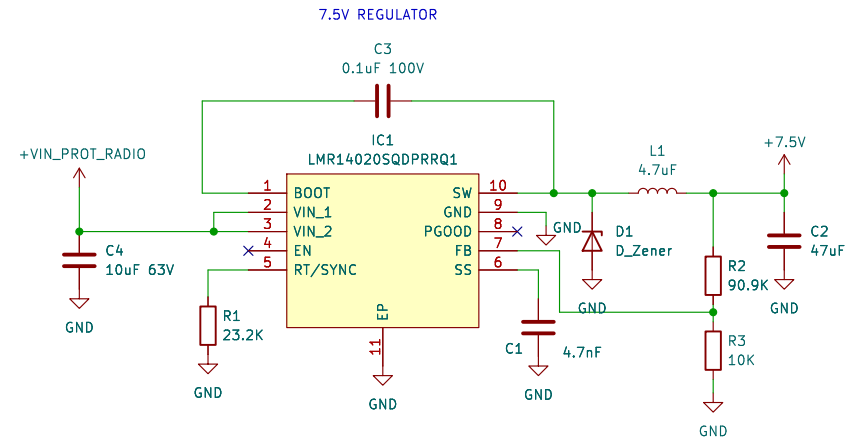 7.5V REGULATOR
C3
0.1uF 100V
IC1
LMR14020SQDPRRQ1
+VIN_PROT_RADIO
L1
4.7uF
+7.5V
1 BOOT
2 VIN_1
3 VIN_2
4 EN
5 RT/SYNC
SW 10
GND 9
PGOOD 8
FB 7
SS 6
EP
11
C4
10uF 63V
GND
R1
23.2K
GND
GND
GND
D1
D_Zener
GND
C1
4.7nF
GND
R2
90.9K
R3
10K
GND
C2
47uF
GND